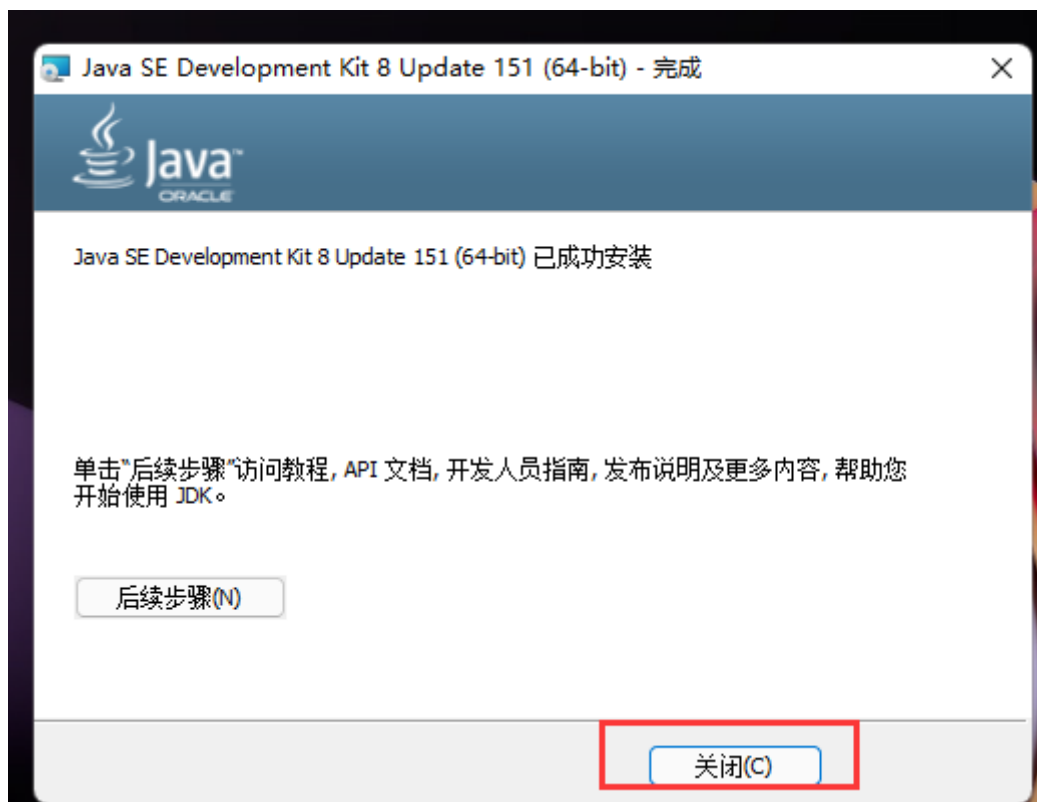 Java SE Development Kit 8 Update 151 (64-bit) - 完成
Java™
ORACLE
Java SE Development Kit 8 Update 151 (64-bit) 已成功安装
单击“后续步骤”访问教程, API 文档, 开发人员指南, 发布说明及更多内容, 帮助您
开始使用 JDK。
后续步骤(N)
关闭(C)